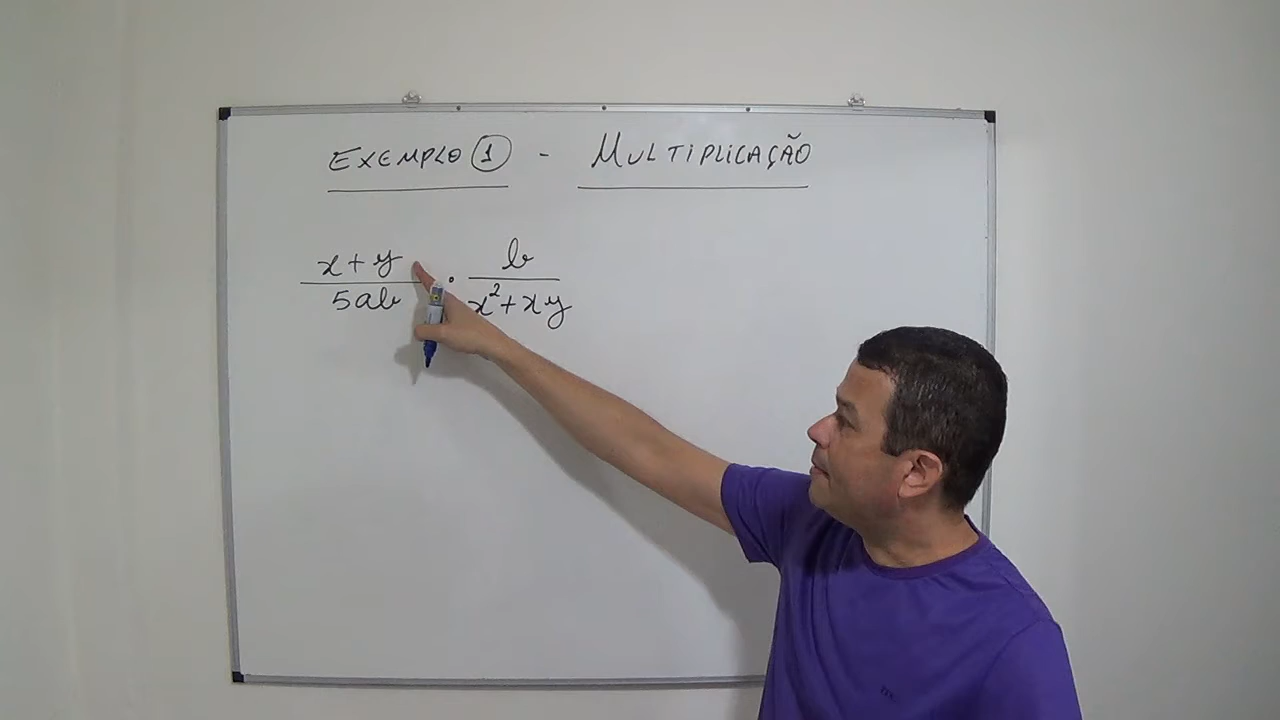 EXEMPLO 1 - MULTIPLICAÇÃO
x + y / 5ab · b / x² + xy